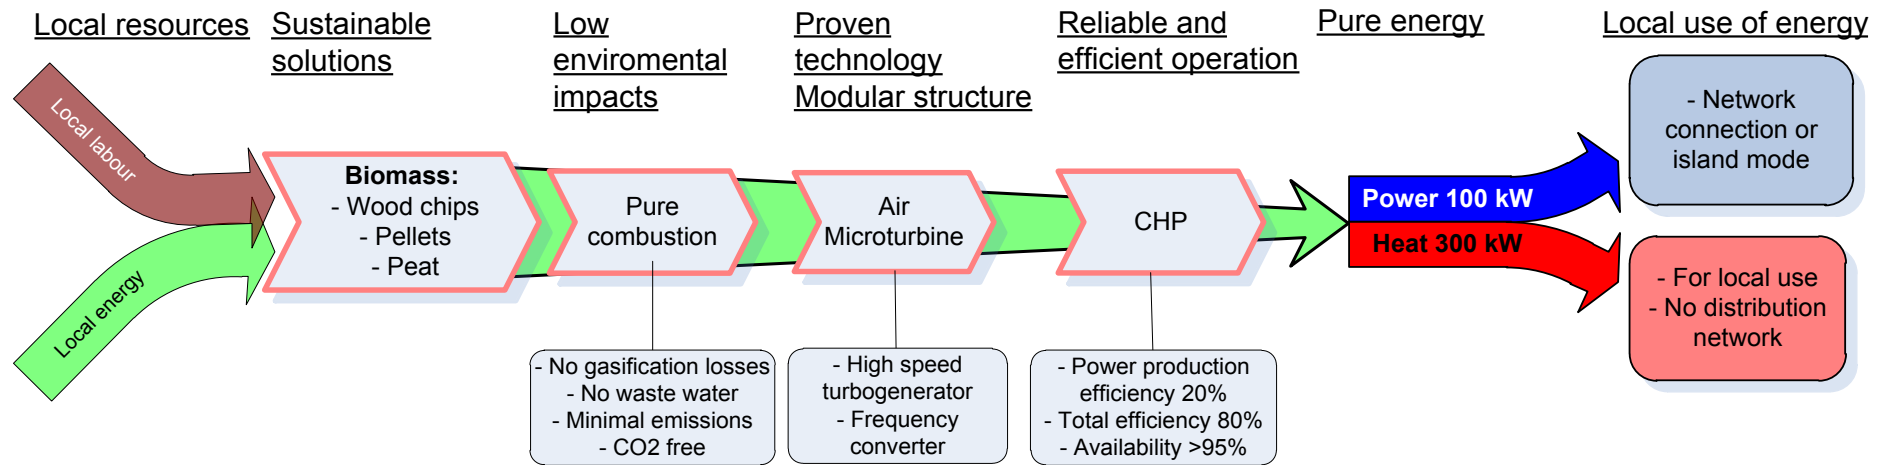 Local resources
Sustainable
solutions
Low
enviromental
impacts
Proven
technology
Modular structure
Reliable and
efficient operation
Pure energy
Local use of energy
Local labour
Local energy
Biomass:
- Wood chips
- Pellets
- Peat
Pure
combustion
Air
Microturbine
CHP
Power 100 kW
Heat 300 kW
- Network
connection or
island mode
- For local use
- No distribution
network
- No gasification losses
- No waste water
- Minimal emissions
- CO2 free
- High speed
turbogenerator
- Frequency
converter
- Power production
efficiency 20%
- Total efficiency 80%
- Availability >95%